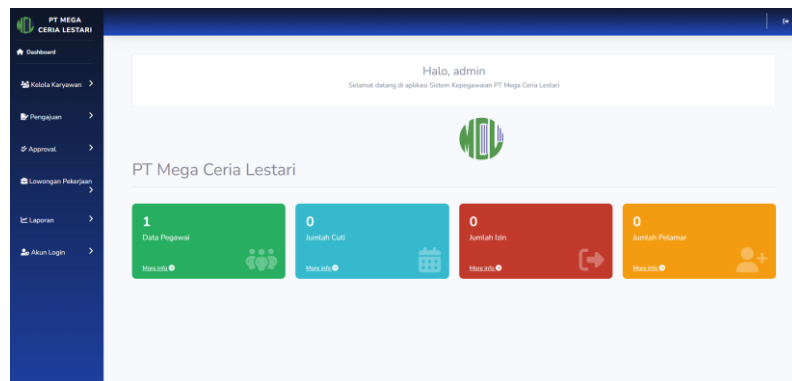 PT MEGA
CERIA LESTARI
Dashboard
Kelola Karyawan
Pengajuan
Approval
Lowongan Pekerjaan
Laporan
Akun Login
Halo, admin
Selamat datang di aplikasi Sistem Kepegawaian PT Mega Ceria Lestari
MCL
PT Mega Ceria Lestari
1
Data Pegawai
More info
0
Jumlah Cuti
More info
0
Jumlah Izin
More info
0
Jumlah Pelamar
More info